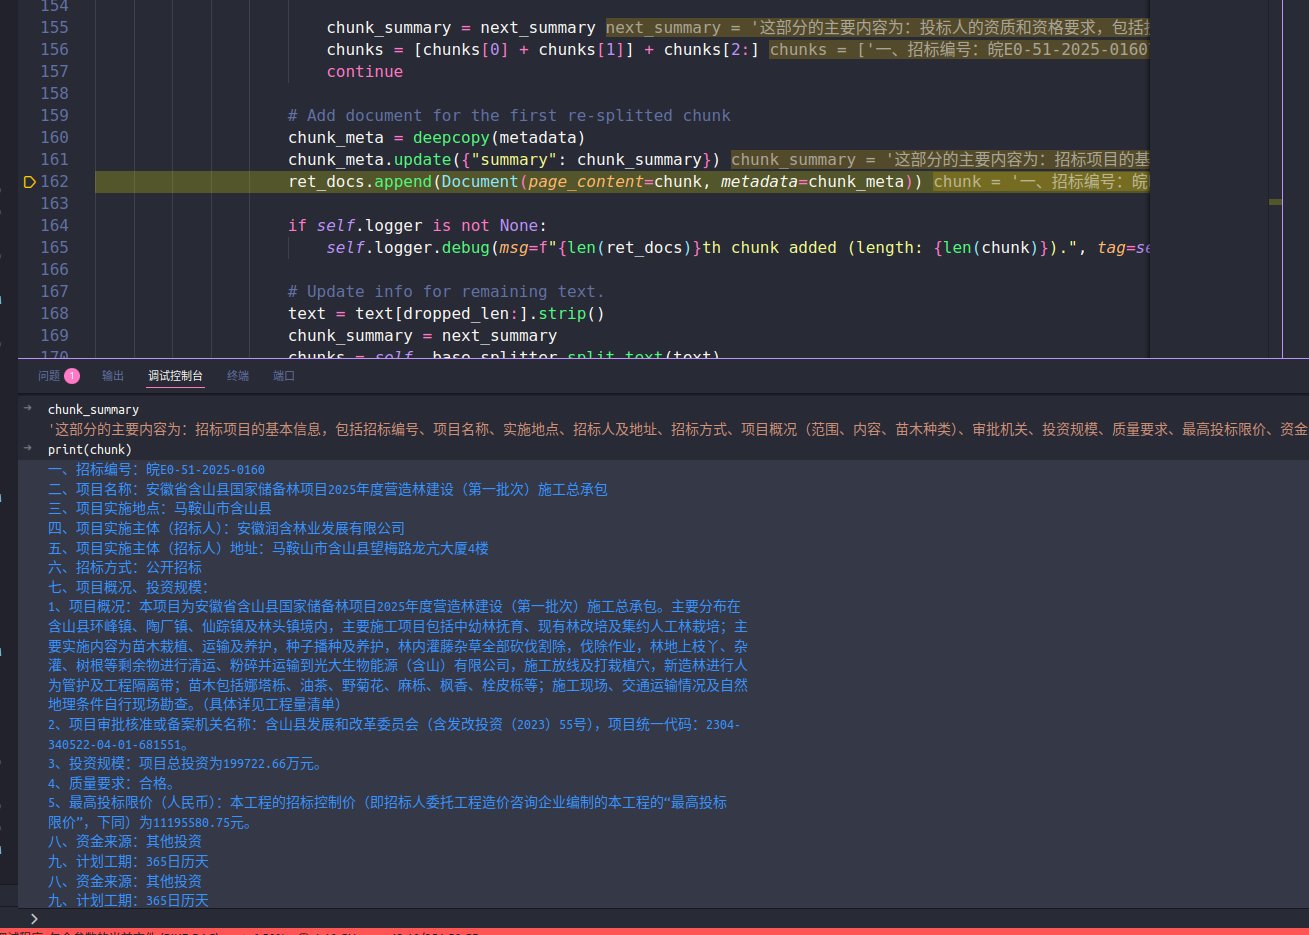 154
155 chunk_summary = next_summary next_summary = '这部分的主要内容为：投标人的资质和资格要求，包括
156 chunks = [chunks[0] + chunks[1]] + chunks[2:] chunks = ['一、招标编号：皖E0-51-2025-0160
157 continue
158
159 # Add document for the first re-splitted chunk
160 chunk_meta = deepcopy(metadata)
161 chunk_meta.update({"summary": chunk_summary}) chunk_summary = '这部分的主要内容为：招标项目的基
162 ret_docs.append(Document(page_content=chunk, metadata=chunk_meta)) chunk = '一、招标编号：皖
163
164 if self.logger is not None:
165 self.logger.debug(msg=f"{len(ret_docs)}th chunk added (length: {len(chunk)}).", tag=se
166
167 # Update info for remaining text.
168 text = text[dropped_len:].strip()
169 chunk_summary = next_summary
170 chunks = self._base_splitter.split_text(text)
问题 1 输出 调试控制台 终端 端口
chunk_summary
'这部分的主要内容为：招标项目的基本信息，包括招标编号、项目名称、实施地点、招标人及地址、招标方式、项目概况（范围、内容、苗木种类）、审批机关、投资规模、质量要求、最高投标限价、资金
print(chunk)
一、招标编号：皖E0-51-2025-0160
二、项目名称：安徽省含山县国家储备林项目2025年度营造林建设（第一批次）施工总承包
三、项目实施地点：马鞍山市含山县
四、项目实施主体（招标人）：安徽润含林业发展有限公司
五、项目实施主体（招标人）地址：马鞍山市含山县望梅路龙亢大厦4楼
六、招标方式：公开招标
七、项目概况、投资规模：
1、项目概况：本项目为安徽省含山县国家储备林项目2025年度营造林建设（第一批次）施工总承包。主要分布在
含山县环峰镇、陶厂镇、仙踪镇及林头镇境内，主要施工项目包括中幼林抚育、现有林改培及集约人工林栽培；主
要实施内容为苗木栽植、运输及养护，种子播种及养护，林内灌藤杂草全部砍伐割除，伐除作业，林地上枝丫、杂
灌、树根等剩余物进行清运、粉碎并运输到光大生物能源（含山）有限公司，施工放线及打栽植穴，新造林进行人
为管护及工程隔离带；苗木包括娜塔栎、油茶、野菊花、麻栎、枫香、栓皮栎等；施工现场、交通运输情况及自然
地理条件自行现场勘查。（具体详见工程量清单）
2、项目审批核准或备案机关名称：含山县发展和改革委员会（含发改投资（2023）55号），项目统一代码：2304-
340522-04-01-681551。
3、投资规模：项目总投资为199722.66万元。
4、质量要求：合格。
5、最高投标限价（人民币）：本工程的招标控制价（即招标人委托工程造价咨询企业编制的本工程的“最高投标
限价”，下同）为11195580.75元。
八、资金来源：其他投资
九、计划工期：365日历天
八、资金来源：其他投资
九、计划工期：365日历天